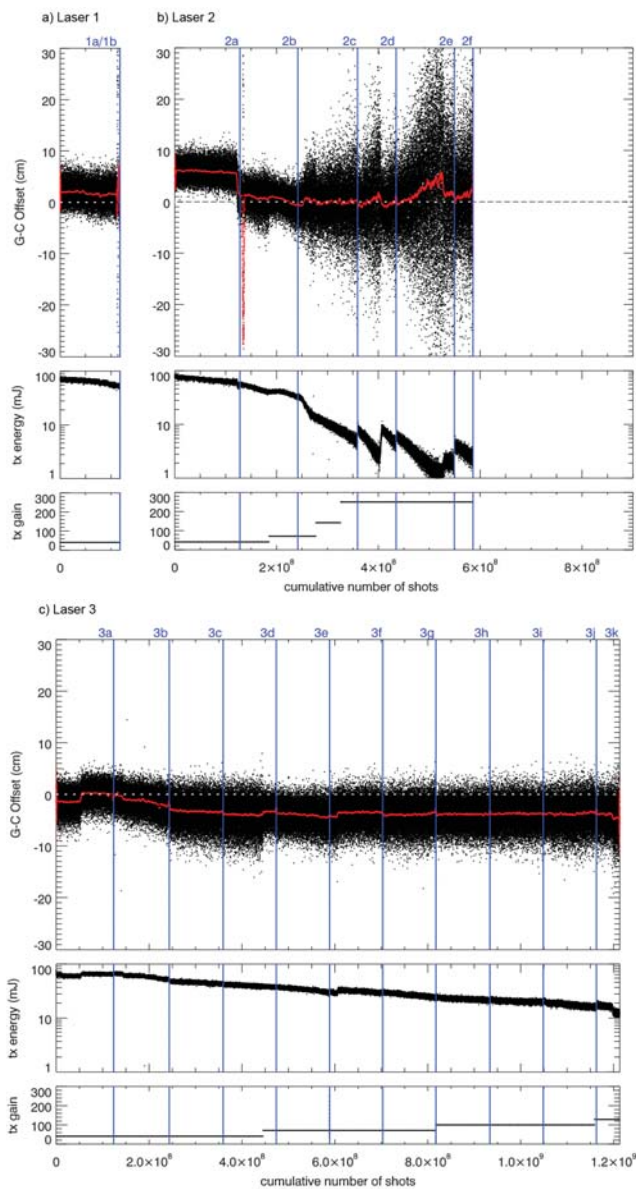 a) Laser 1
b) Laser 2
1a/1b
2a
2b
2c
2d
2e
2f
G-C Offset (cm)
30
20
10
0
-10
-20
-30
tx energy (mJ)
100
10
1
tx gain
300
200
100
0
0
0
2×10⁸
4×10⁸
6×10⁸
8×10⁸
cumulative number of shots
c) Laser 3
3a
3b
3c
3d
3e
3f
3g
3h
3i
3j
3k
G-C Offset (cm)
30
20
10
0
-10
-20
-30
tx energy (mJ)
100
10
1
tx gain
300
200
100
0
0
2.0×10⁸
4.0×10⁸
6.0×10⁸
8.0×10⁸
1.0×10⁹
1.2×10⁹
cumulative number of shots